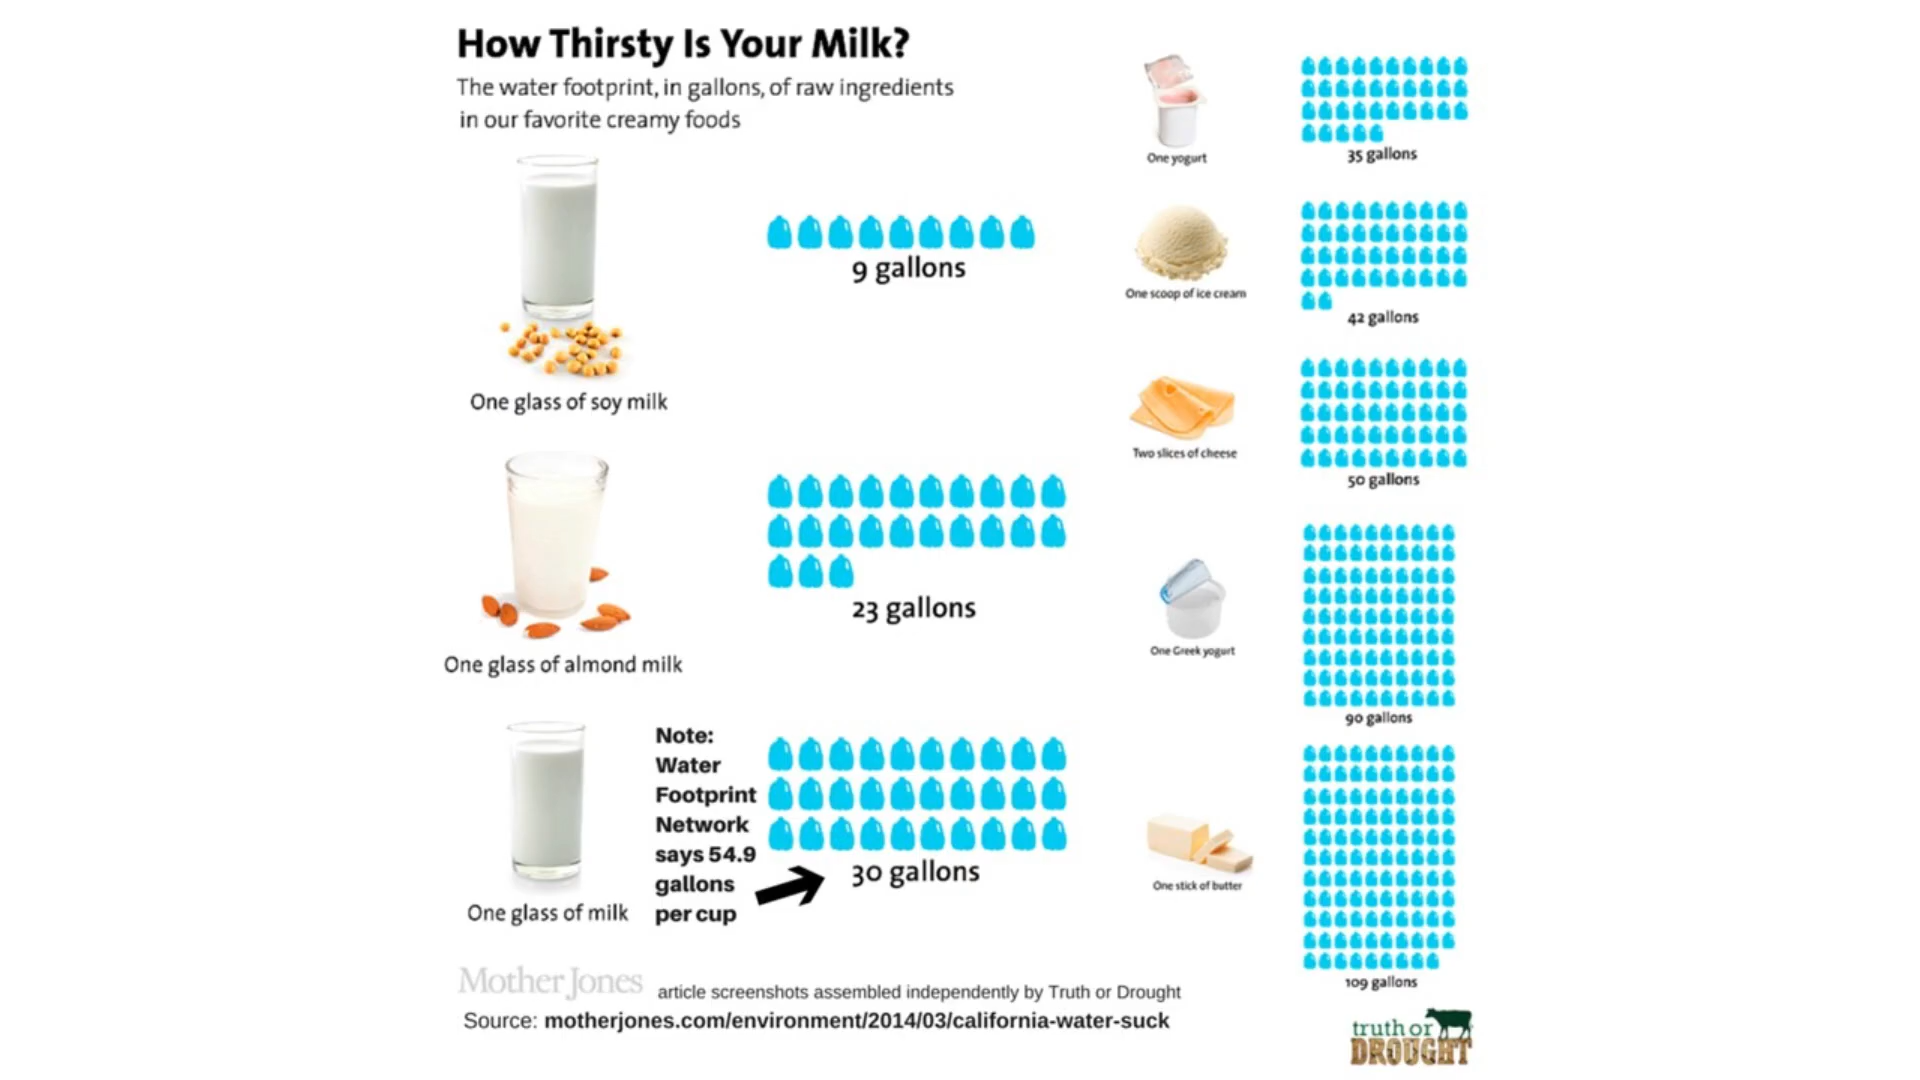 How Thirsty Is Your Milk?
The water footprint, in gallons, of raw ingredients
in our favorite creamy foods
9 gallons
One glass of soy milk
23 gallons
One glass of almond milk
Note:
Water
Footprint
Network
says 54.9
gallons
per cup
30 gallons
One glass of milk
One yogurt
35 gallons
One scoop of ice cream
42 gallons
Two slices of cheese
50 gallons
One Greek yogurt
90 gallons
One stick of butter
109 gallons
Mother Jones article screenshots assembled independently by Truth or Drought
Source: motherjones.com/environment/2014/03/california-water-suck
truth or
DROUGHT